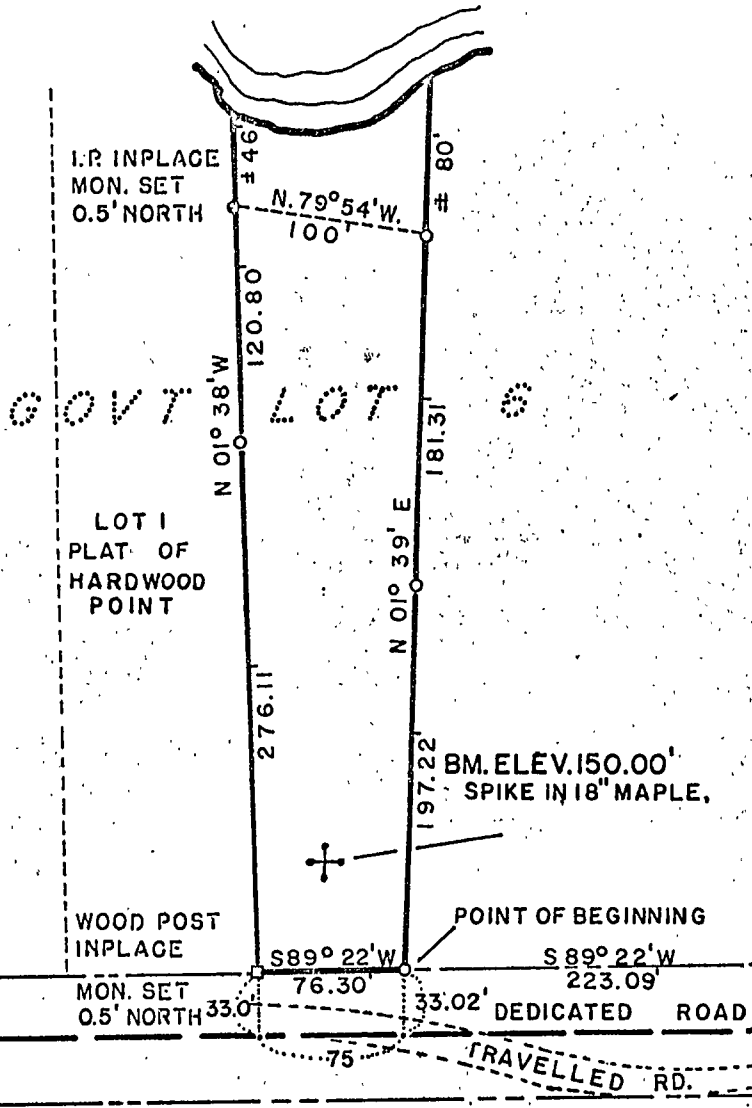 I.P. INPLACE
MON. SET
0.5' NORTH
± 46'
± 80'
N. 79° 54' W.
100'
120.80'
N 01° 38' W
GOVT LOT 6
181.31'
N 01° 39' E
LOT 1
PLAT OF
HARDWOOD
POINT
276.11'
197.22'
BM. ELEV. 150.00'
SPIKE IN 18" MAPLE,
WOOD POST
INPLACE
POINT OF BEGINNING
S 89° 22' W
76.30'
S 89° 22' W
223.09'
MON. SET
0.5' NORTH
33.0'
33.02'
DEDICATED ROAD
75
TRAVELLED RD.